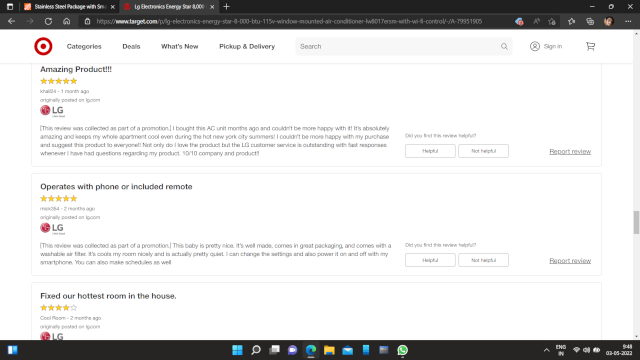 Stainless Steel Package with Sma
Lg Electronics Energy Star 8,000
https://www.target.com/p/lg-electronics-energy-star-8-000-btu-115v-window-mounted-air-conditioner-lw8017ersm-with-wi-fi-control/-/A-79951905
Categories Deals What's New Pickup & Delivery Search Sign in
Amazing Product!!!
- 1 month ago
originally posted on lg.com
LG
[This review was collected as part of a promotion.] I bought this AC unit months ago and couldn't be more happy with it! It's absolutely
amazing and keeps my whole apartment cool even during the hot new york city summers! I couldn't be more happy with my purchase
and suggest this product to everyone!! Not only do I love the product but the LG customer service is outstanding with fast responses
whenever I have had questions regarding my product. 10/10 company and product!!
Did you find this review helpful?
Helpful Not helpful Report review
Operates with phone or included remote
- 2 months ago
originally posted on lg.com
LG
[This review was collected as part of a promotion.] This baby is pretty nice. It's well made, comes in great packaging, and comes with a
washable air filter. It's cools my room nicely and is actually pretty quiet. I can change the settings and also power it on and off with my
smartphone. You can also make schedules as well
Did you find this review helpful?
Helpful Not helpful Report review
Fixed our hottest room in the house.
Cool Room - 2 months ago
originally posted on lg.com
LG
ENG
IN
9:48
03-05-2022